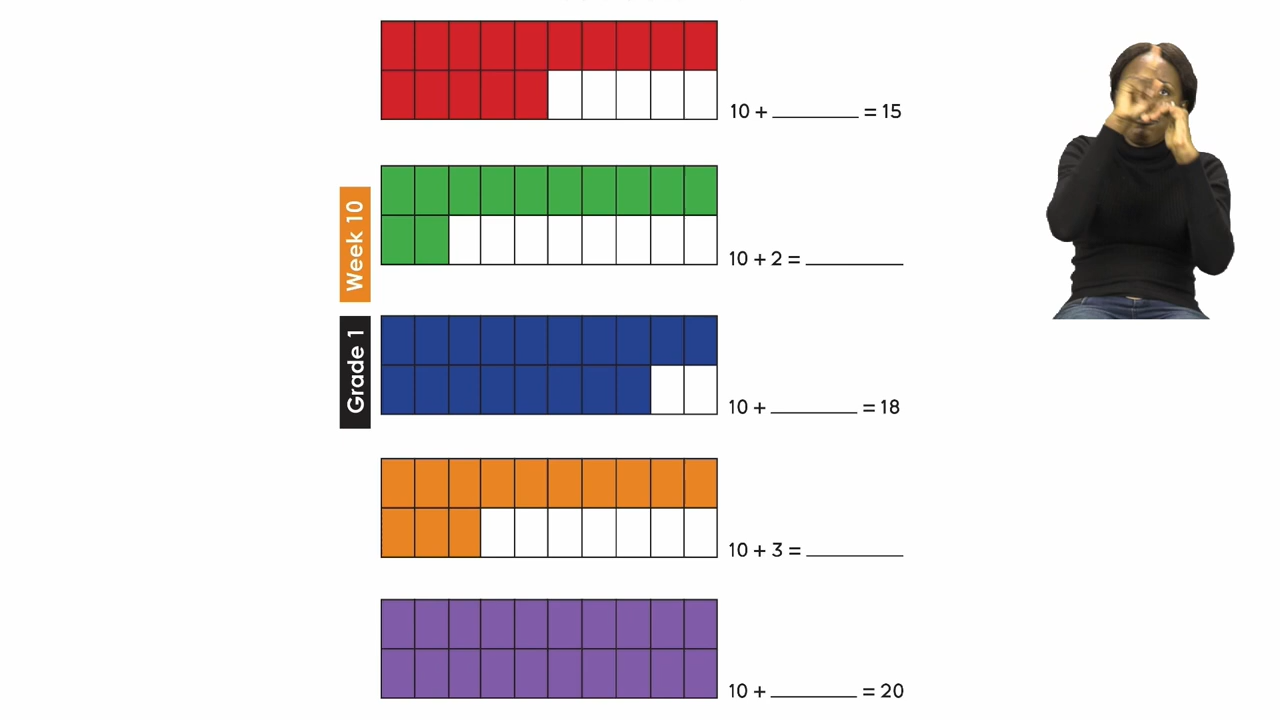 10 + ________ = 15
Week 10
10 + 2 = ________
Grade 1
10 + ________ = 18
10 + 3 = ________
10 + ________ = 20